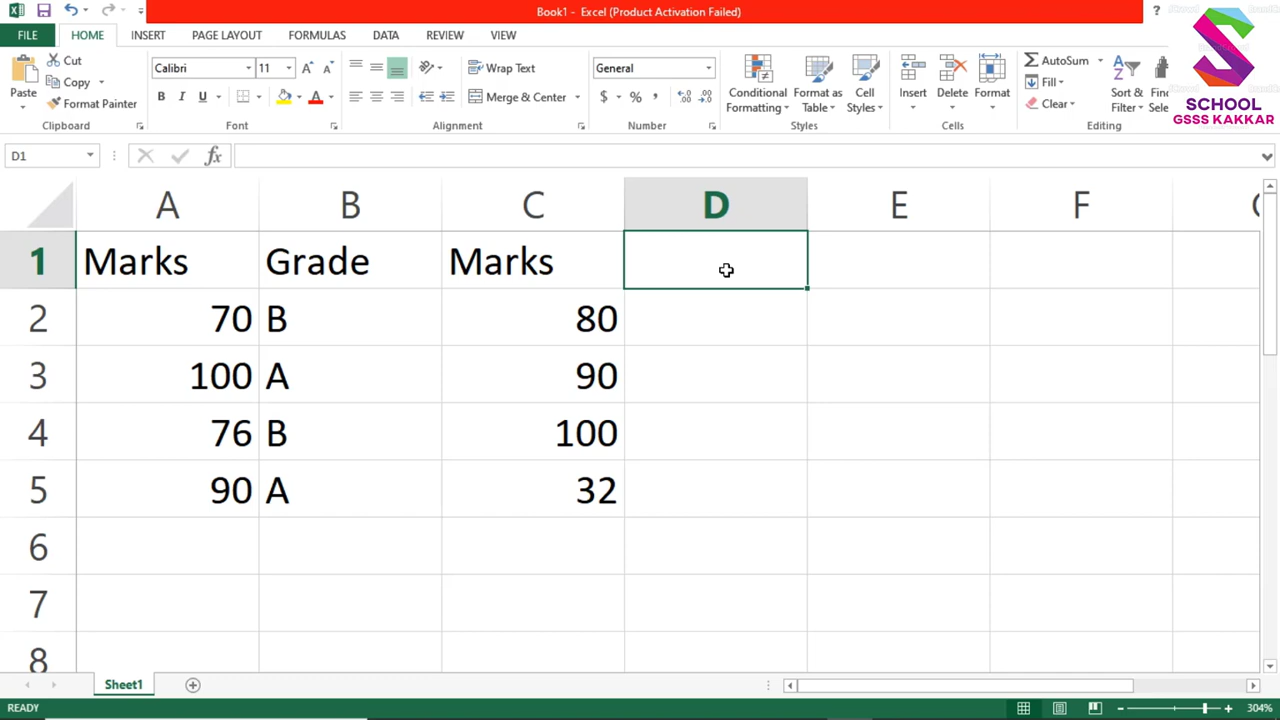 Book1 - Excel (Product Activation Failed)
?
FILE HOME INSERT PAGE LAYOUT FORMULAS DATA REVIEW VIEW
Cut
Copy
Format Painter
Paste
Clipboard
Calibri 11
B I U A
Font
Wrap Text
Merge & Center
Alignment
General
$ % ,
Number
Conditional Formatting
Format as Table
Cell Styles
Styles
Insert Delete Format
Cells
AutoSum
Fill
Clear
Sort & Filter
Editing
SCHOOL
GSSS KAKKAR
D1 fx
A B C D E F
1 Marks Grade Marks
2 70 B 80
3 100 A 90
4 76 B 100
5 90 A 32
6
7
8
Sheet1
READY 304%